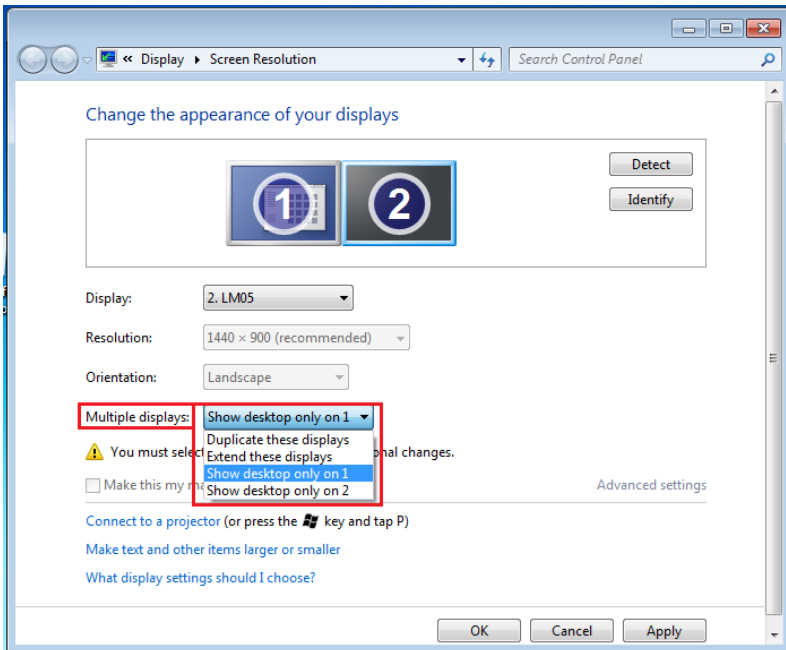 « Display ▸ Screen Resolution Search Control Panel
Change the appearance of your displays
1 2
Detect
Identify
Display: 2. LM05
Resolution: 1440 × 900 (recommended)
Orientation: Landscape
Multiple displays: Show desktop only on 1
Duplicate these displays
Extend these displays
Show desktop only on 1
Show desktop only on 2
You must select onal changes.
Make this my ma Advanced settings
Connect to a projector (or press the key and tap P)
Make text and other items larger or smaller
What display settings should I choose?
OK Cancel Apply